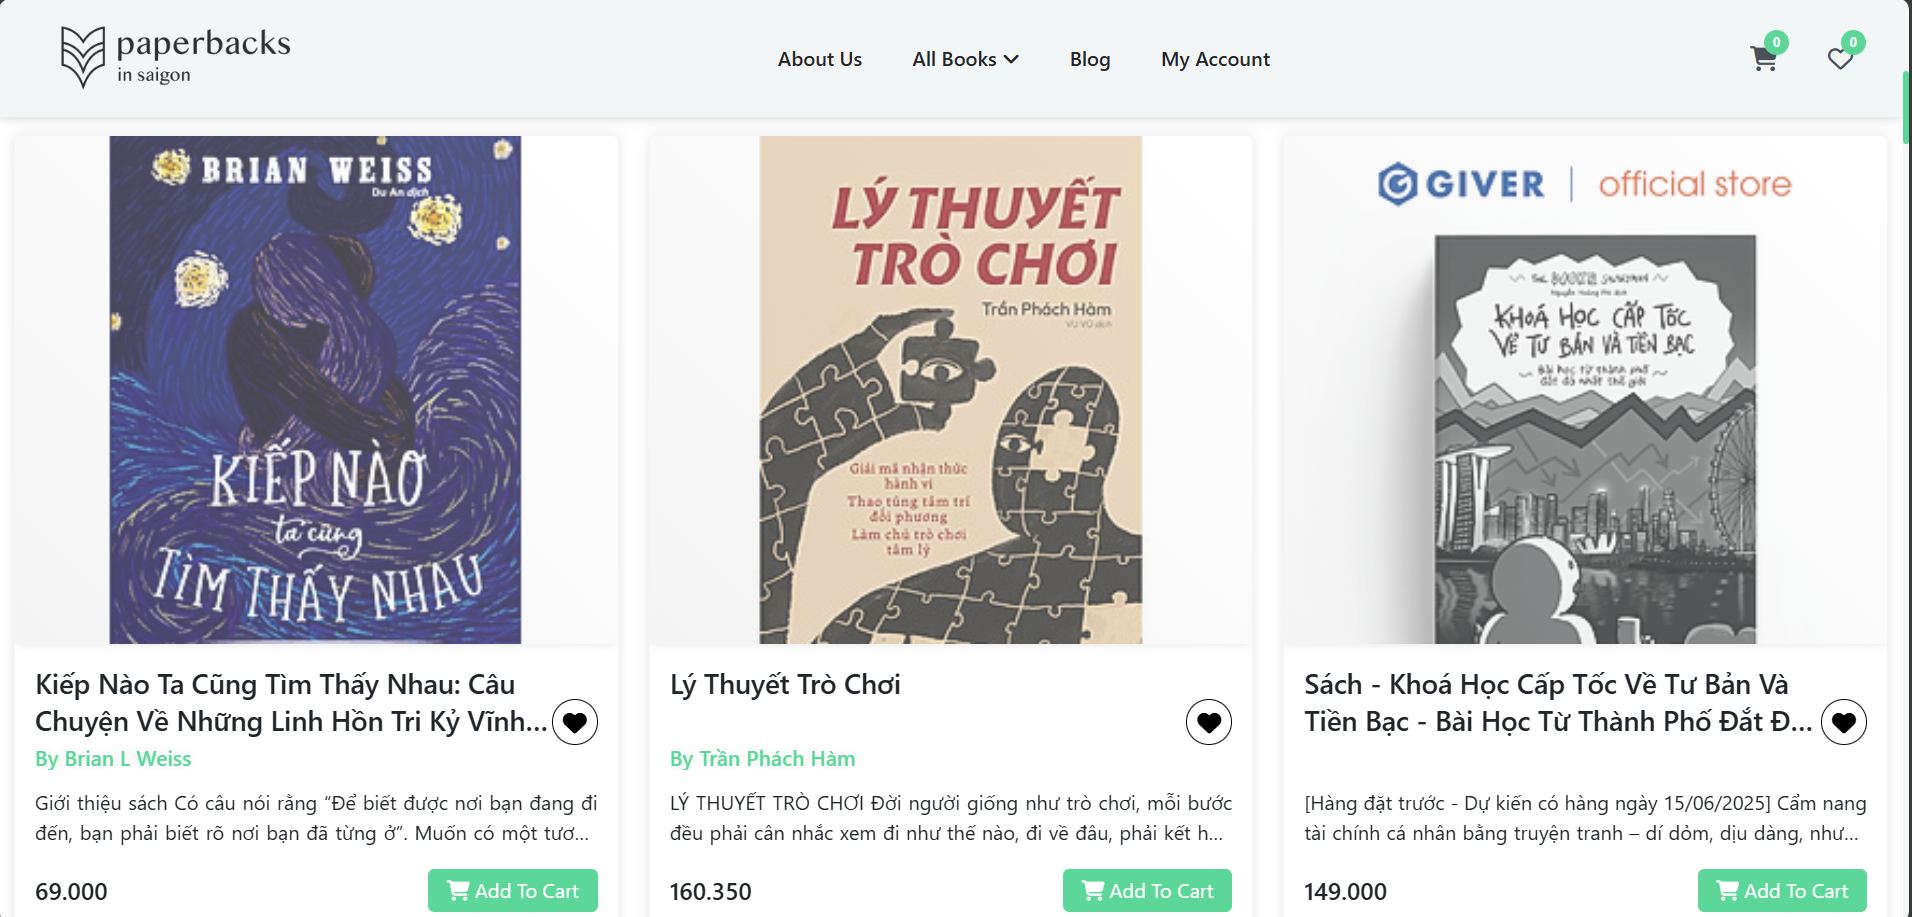 paperbacks
in saigon
About Us
All Books
Blog
My Account
0
0
BRIAN WEISS
Du An dịch
KIẾP NÀO
ta cũng
TÌM THẤY NHAU
LÝ THUYẾT
TRÒ CHƠI
Trần Phách Hàm
VU VŨ dịch
Giải mã nhận thức
hành vi
Thao túng tâm trí
đối phương
Làm chủ trò chơi
tâm lý
GIVER
official store
KHOÁ HỌC CẤP TỐC
VỀ TƯ BẢN VÀ TIỀN BẠC
Bài học từ thành phố
đắt đỏ nhất thế giới
Kiếp Nào Ta Cũng Tìm Thấy Nhau: Câu
Chuyện Về Những Linh Hồn Tri Kỷ Vĩnh...
By Brian L Weiss
Giới thiệu sách Có câu nói rằng “Để biết được nơi bạn đang đi
đến, bạn phải biết rõ nơi bạn đã từng ở”. Muốn có một tươ...
69.000
Add To Cart
Lý Thuyết Trò Chơi
By Trần Phách Hàm
LÝ THUYẾT TRÒ CHƠI Đời người giống như trò chơi, mỗi bước
đều phải cân nhắc xem đi như thế nào, đi về đâu, phải kết h...
160.350
Add To Cart
Sách - Khoá Học Cấp Tốc Về Tư Bản Và
Tiền Bạc - Bài Học Từ Thành Phố Đắt Đ...
[Hàng đặt trước - Dự kiến có hàng ngày 15/06/2025] Cẩm nang
tài chính cá nhân bằng truyện tranh – dí dỏm, dịu dàng, như...
149.000
Add To Cart